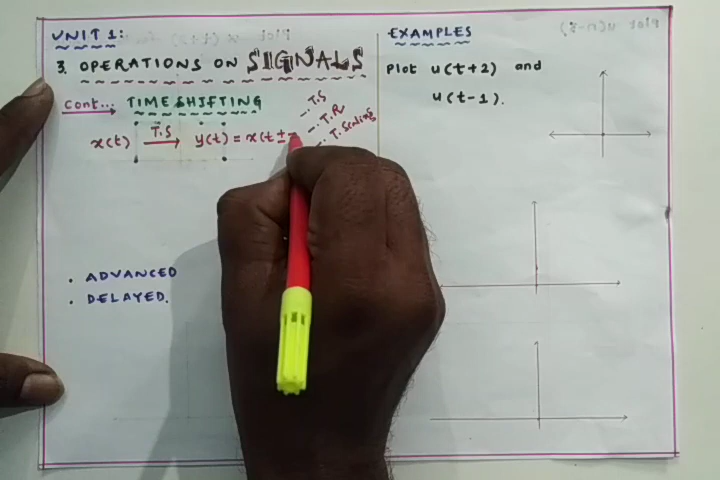 UNIT 1:
3. OPERATIONS ON SIGNALS
Cont... TIME SHIFTING
- T.S
- T.R
- T. Scaling
x(t) T.S y(t) = x(t ±
• ADVANCED
• DELAYED.
EXAMPLES
Plot u(t+2) and
u(t-1).